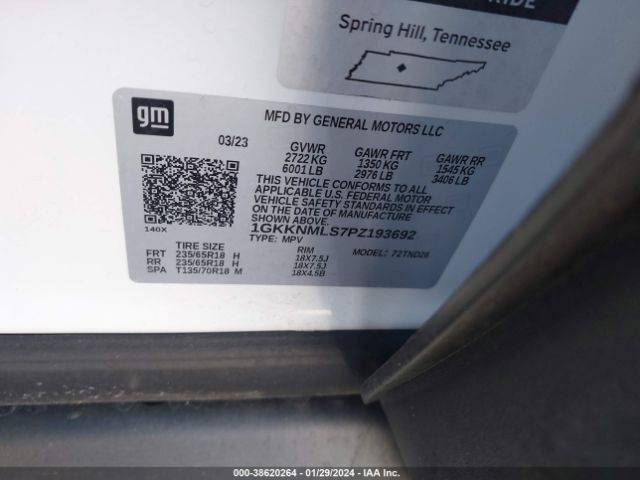 RIDE
Spring Hill, Tennessee
gm
MFD BY GENERAL MOTORS LLC
03/23 GVWR GAWR FRT GAWR RR
2722 KG 1350 KG 1545 KG
6001 LB 2976 LB 3406 LB
THIS VEHICLE CONFORMS TO ALL
APPLICABLE U.S. FEDERAL MOTOR
VEHICLE SAFETY STANDARDS IN EFFECT
ON THE DATE OF MANUFACTURE
SHOWN ABOVE.
140X
1GKKNMLS7PZ193692
TYPE: MPV MODEL: 72TND26
TIRE SIZE RIM
FRT 235/65R18 H 18X7.5J
RR 235/65R18 H 18X7.5J
SPA T135/70R18 M 18X4.5B
000-38620264 - 01/29/2024 - IAA Inc.